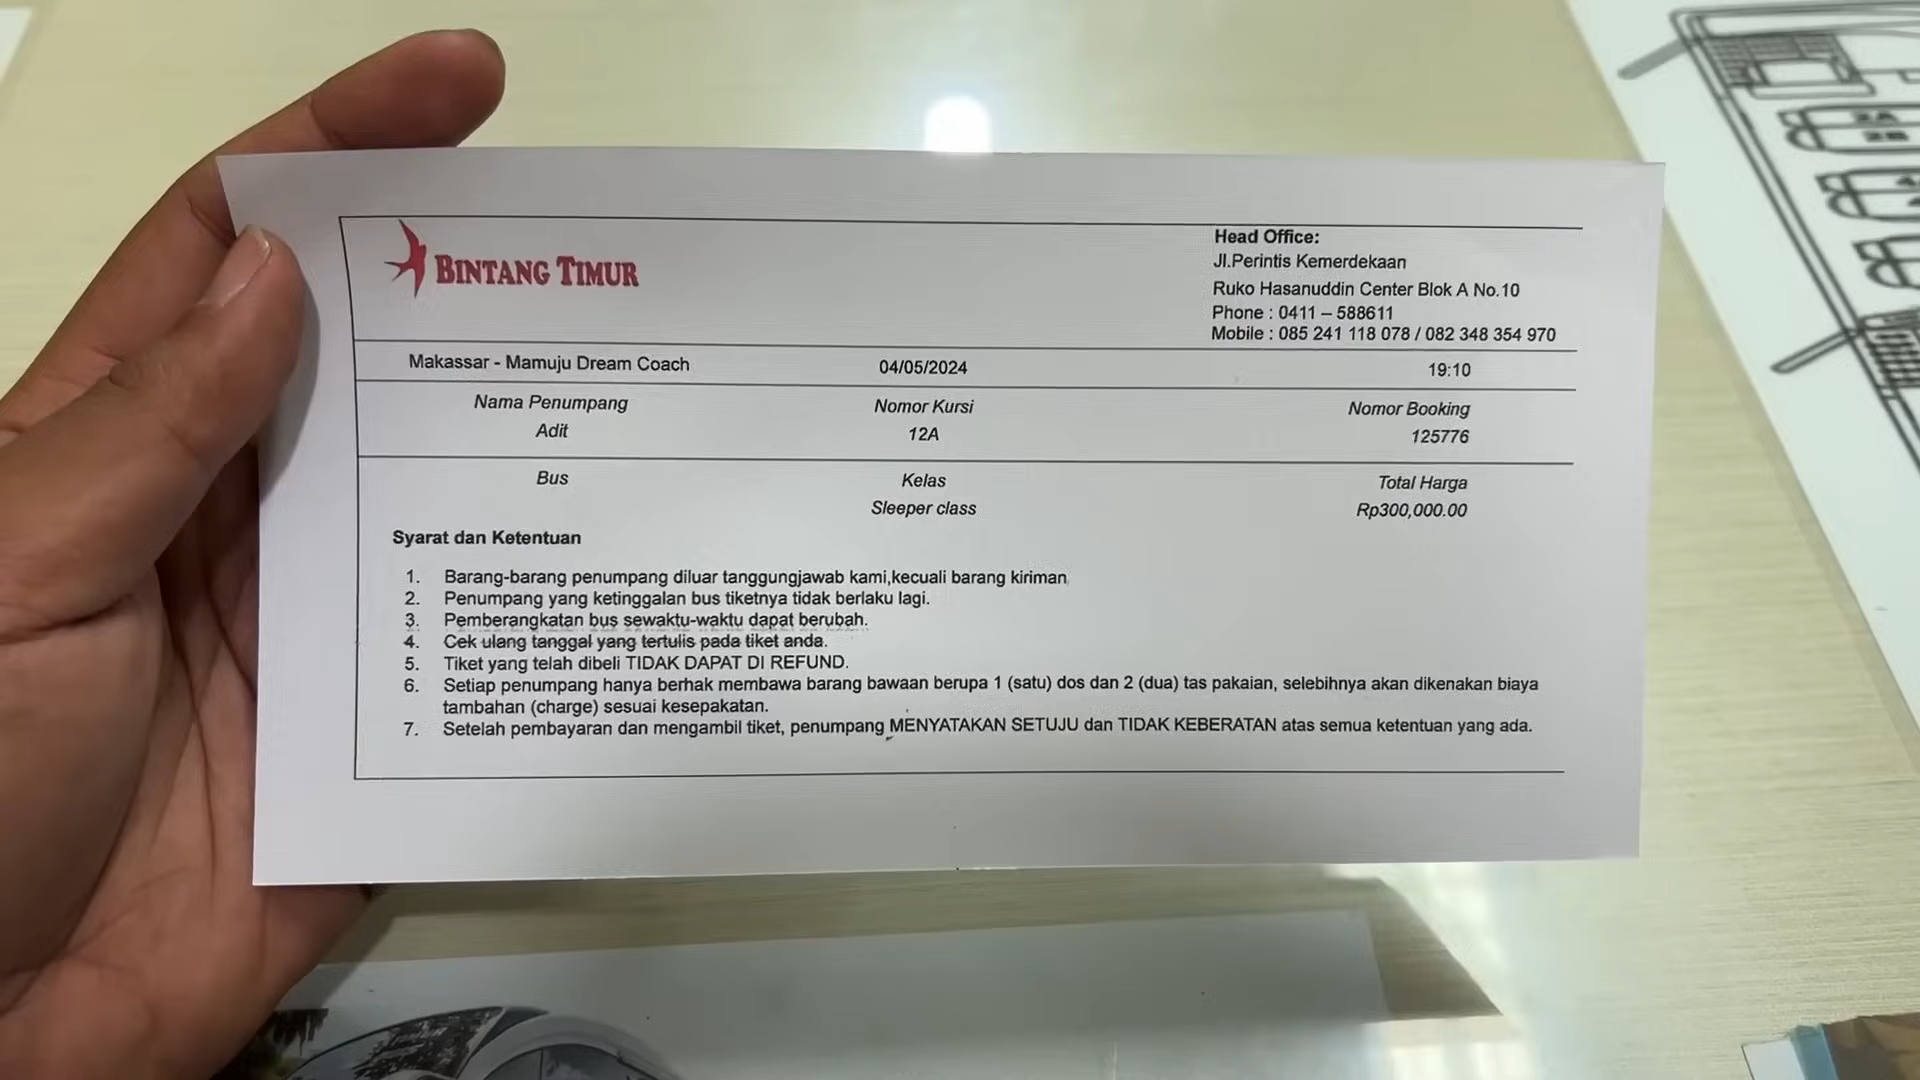 BINTANG TIMUR
Head Office:
Jl.Perintis Kemerdekaan
Ruko Hasanuddin Center Blok A No.10
Phone : 0411 – 588611
Mobile : 085 241 118 078 / 082 348 354 970
Makassar - Mamuju Dream Coach 04/05/2024 19:10
Nama Penumpang Nomor Kursi Nomor Booking
Adit 12A 125776
Bus Kelas Total Harga
Sleeper class Rp300,000.00
Syarat dan Ketentuan
1. Barang-barang penumpang diluar tanggungjawab kami,kecuali barang kiriman
2. Penumpang yang ketinggalan bus tiketnya tidak berlaku lagi.
3. Pemberangkatan bus sewaktu-waktu dapat berubah.
4. Cek ulang tanggal yang tertulis pada tiket anda.
5. Tiket yang telah dibeli TIDAK DAPAT DI REFUND.
6. Setiap penumpang hanya berhak membawa barang bawaan berupa 1 (satu) dos dan 2 (dua) tas pakaian, selebihnya akan dikenakan biaya
tambahan (charge) sesuai kesepakatan.
7. Setelah pembayaran dan mengambil tiket, penumpang MENYATAKAN SETUJU dan TIDAK KEBERATAN atas semua ketentuan yang ada.
2A
2B